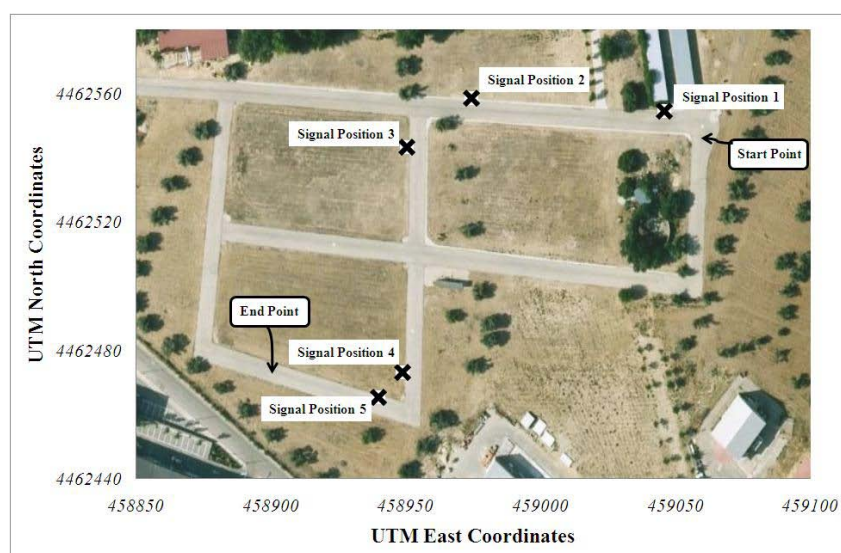 4462560
4462520
4462480
4462440
UTM North Coordinates
Signal Position 2
Signal Position 1
Signal Position 3
Start Point
End Point
Signal Position 4
Signal Position 5
458850
458900
458950
459000
459050
459100
UTM East Coordinates